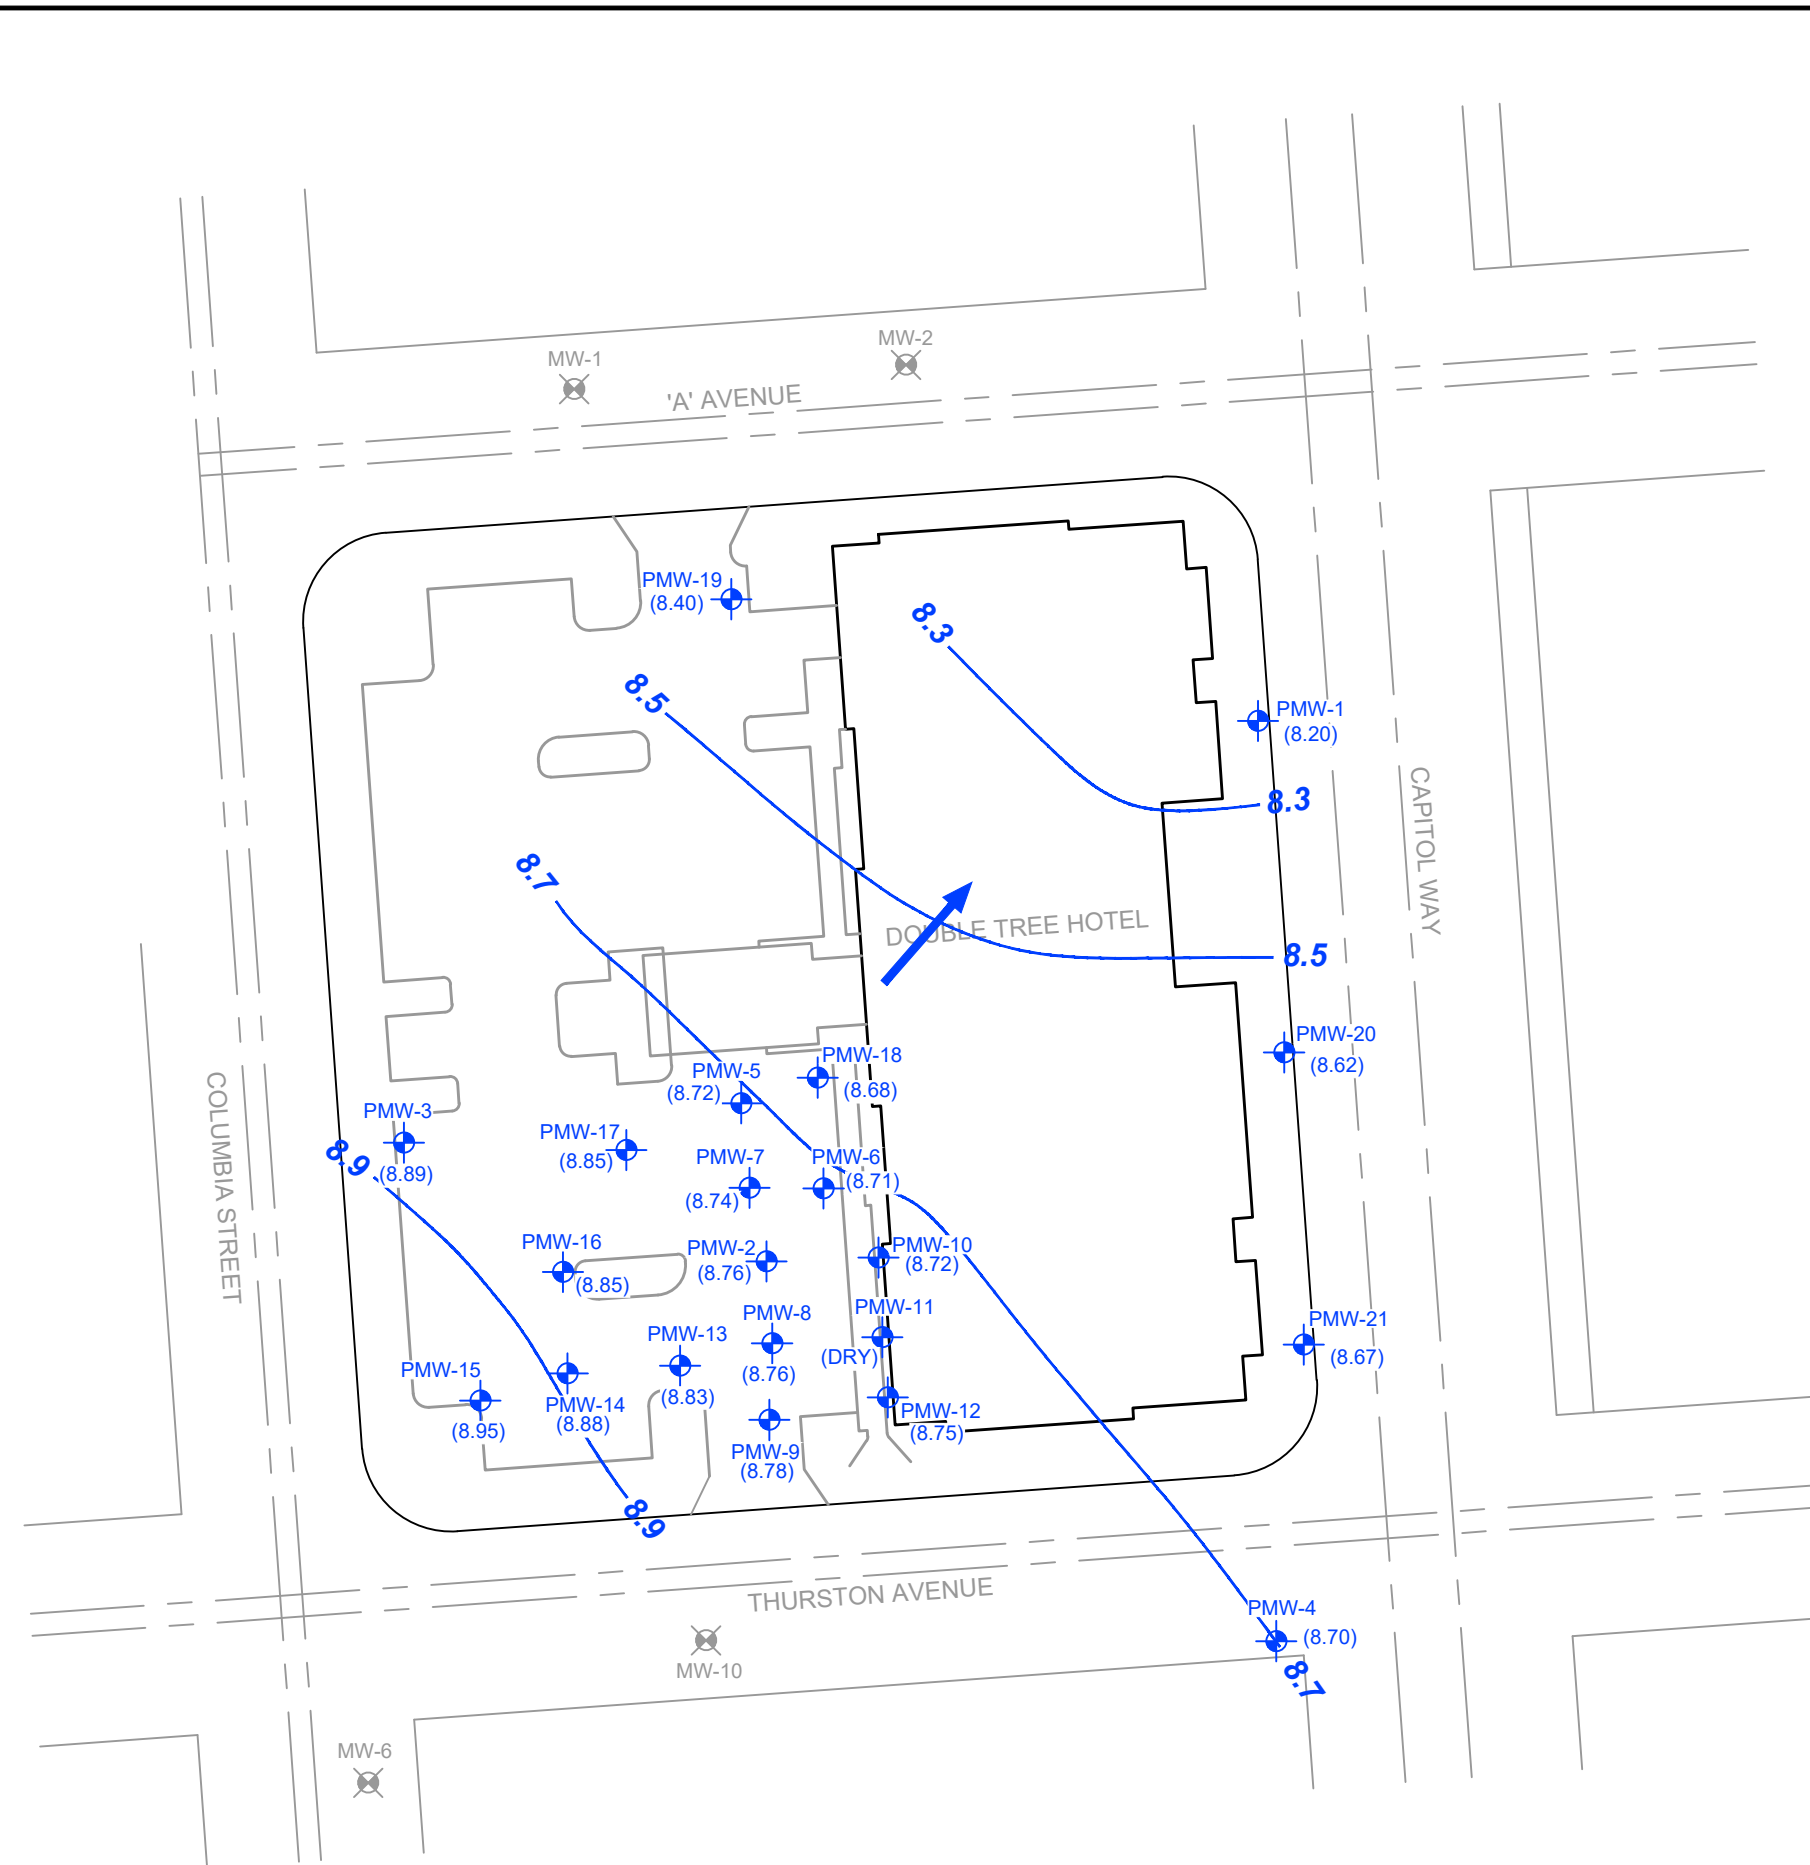 MW-2
MW-1
'A' AVENUE
PMW-19
(8.40)
8.3
8.5
PMW-1
(8.20)
8.3
CAPITOL WAY
8.7
DOUBLE TREE HOTEL
8.5
PMW-20
(8.62)
PMW-18
(8.68)
PMW-5
(8.72)
COLUMBIA STREET
PMW-3
(8.89)
8.9
PMW-17
(8.85)
PMW-7
(8.74)
PMW-6
(8.71)
PMW-16
(8.85)
PMW-2
(8.76)
PMW-10
(8.72)
PMW-11
(DRY)
PMW-8
(8.76)
PMW-13
(8.83)
PMW-21
(8.67)
PMW-15
(8.95)
PMW-14
(8.88)
PMW-12
(8.75)
PMW-9
(8.78)
8.9
THURSTON AVENUE
PMW-4
(8.70)
8.7
MW-10
MW-6